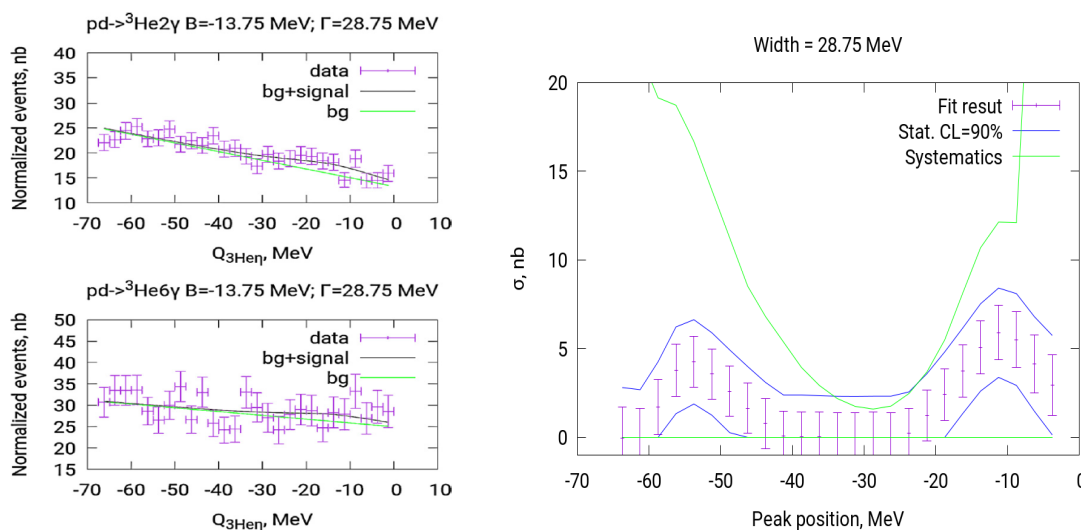 pd->³He2γ B=-13.75 MeV; Γ=28.75 MeV
Normalized events, nb
40
35
30
25
20
15
10
data
bg+signal
bg
-70 -60 -50 -40 -30 -20 -10 0 10
Q3Heη, MeV
pd->³He6γ B=-13.75 MeV; Γ=28.75 MeV
Normalized events, nb
50
45
40
35
30
25
20
15
data
bg+signal
bg
-70 -60 -50 -40 -30 -20 -10 0 10
Q3Heη, MeV
Width = 28.75 MeV
σ, nb
20
15
10
5
0
Fit resut
Stat. CL=90%
Systematics
-70 -60 -50 -40 -30 -20 -10 0
Peak position, MeV